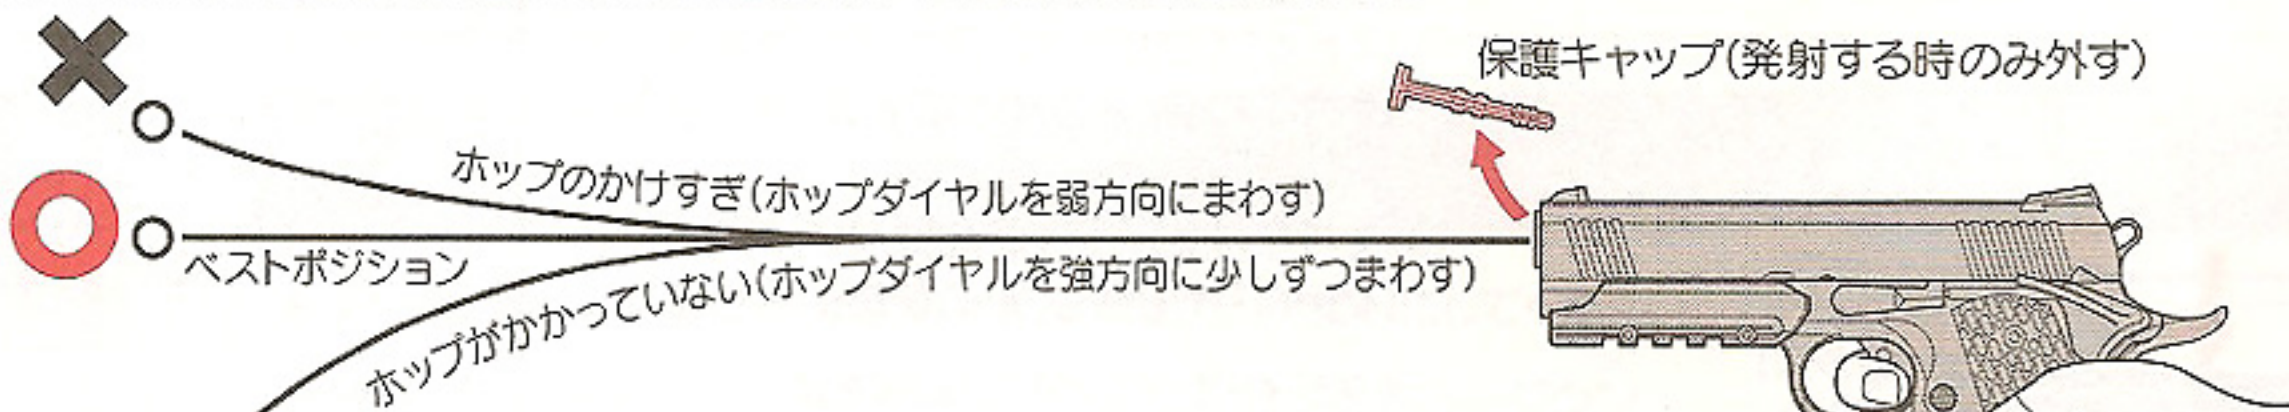 保護キャップ(発射する時のみ外す)
ホップのかけすぎ(ホップダイヤルを弱方向にまわす)
ベストポジション
ホップがかかっていない(ホップダイヤルを強方向に少しずつまわす)